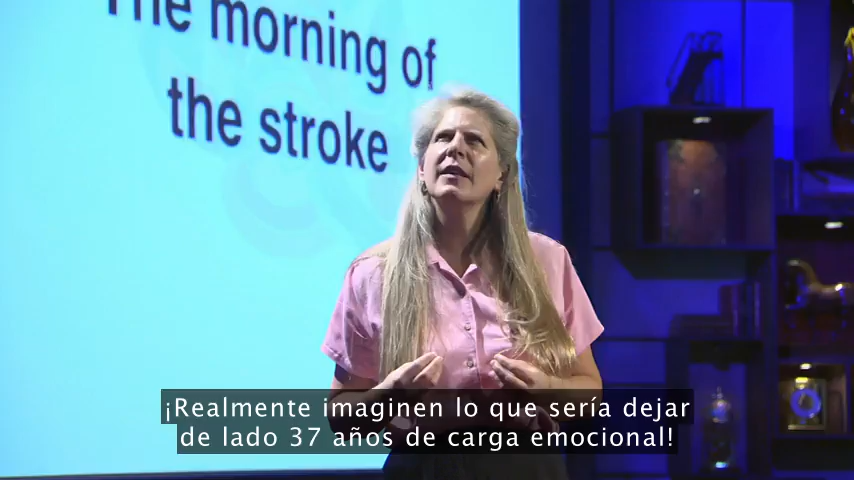 The morning of
the stroke
¡Realmente imaginen lo que sería dejar
de lado 37 años de carga emocional!